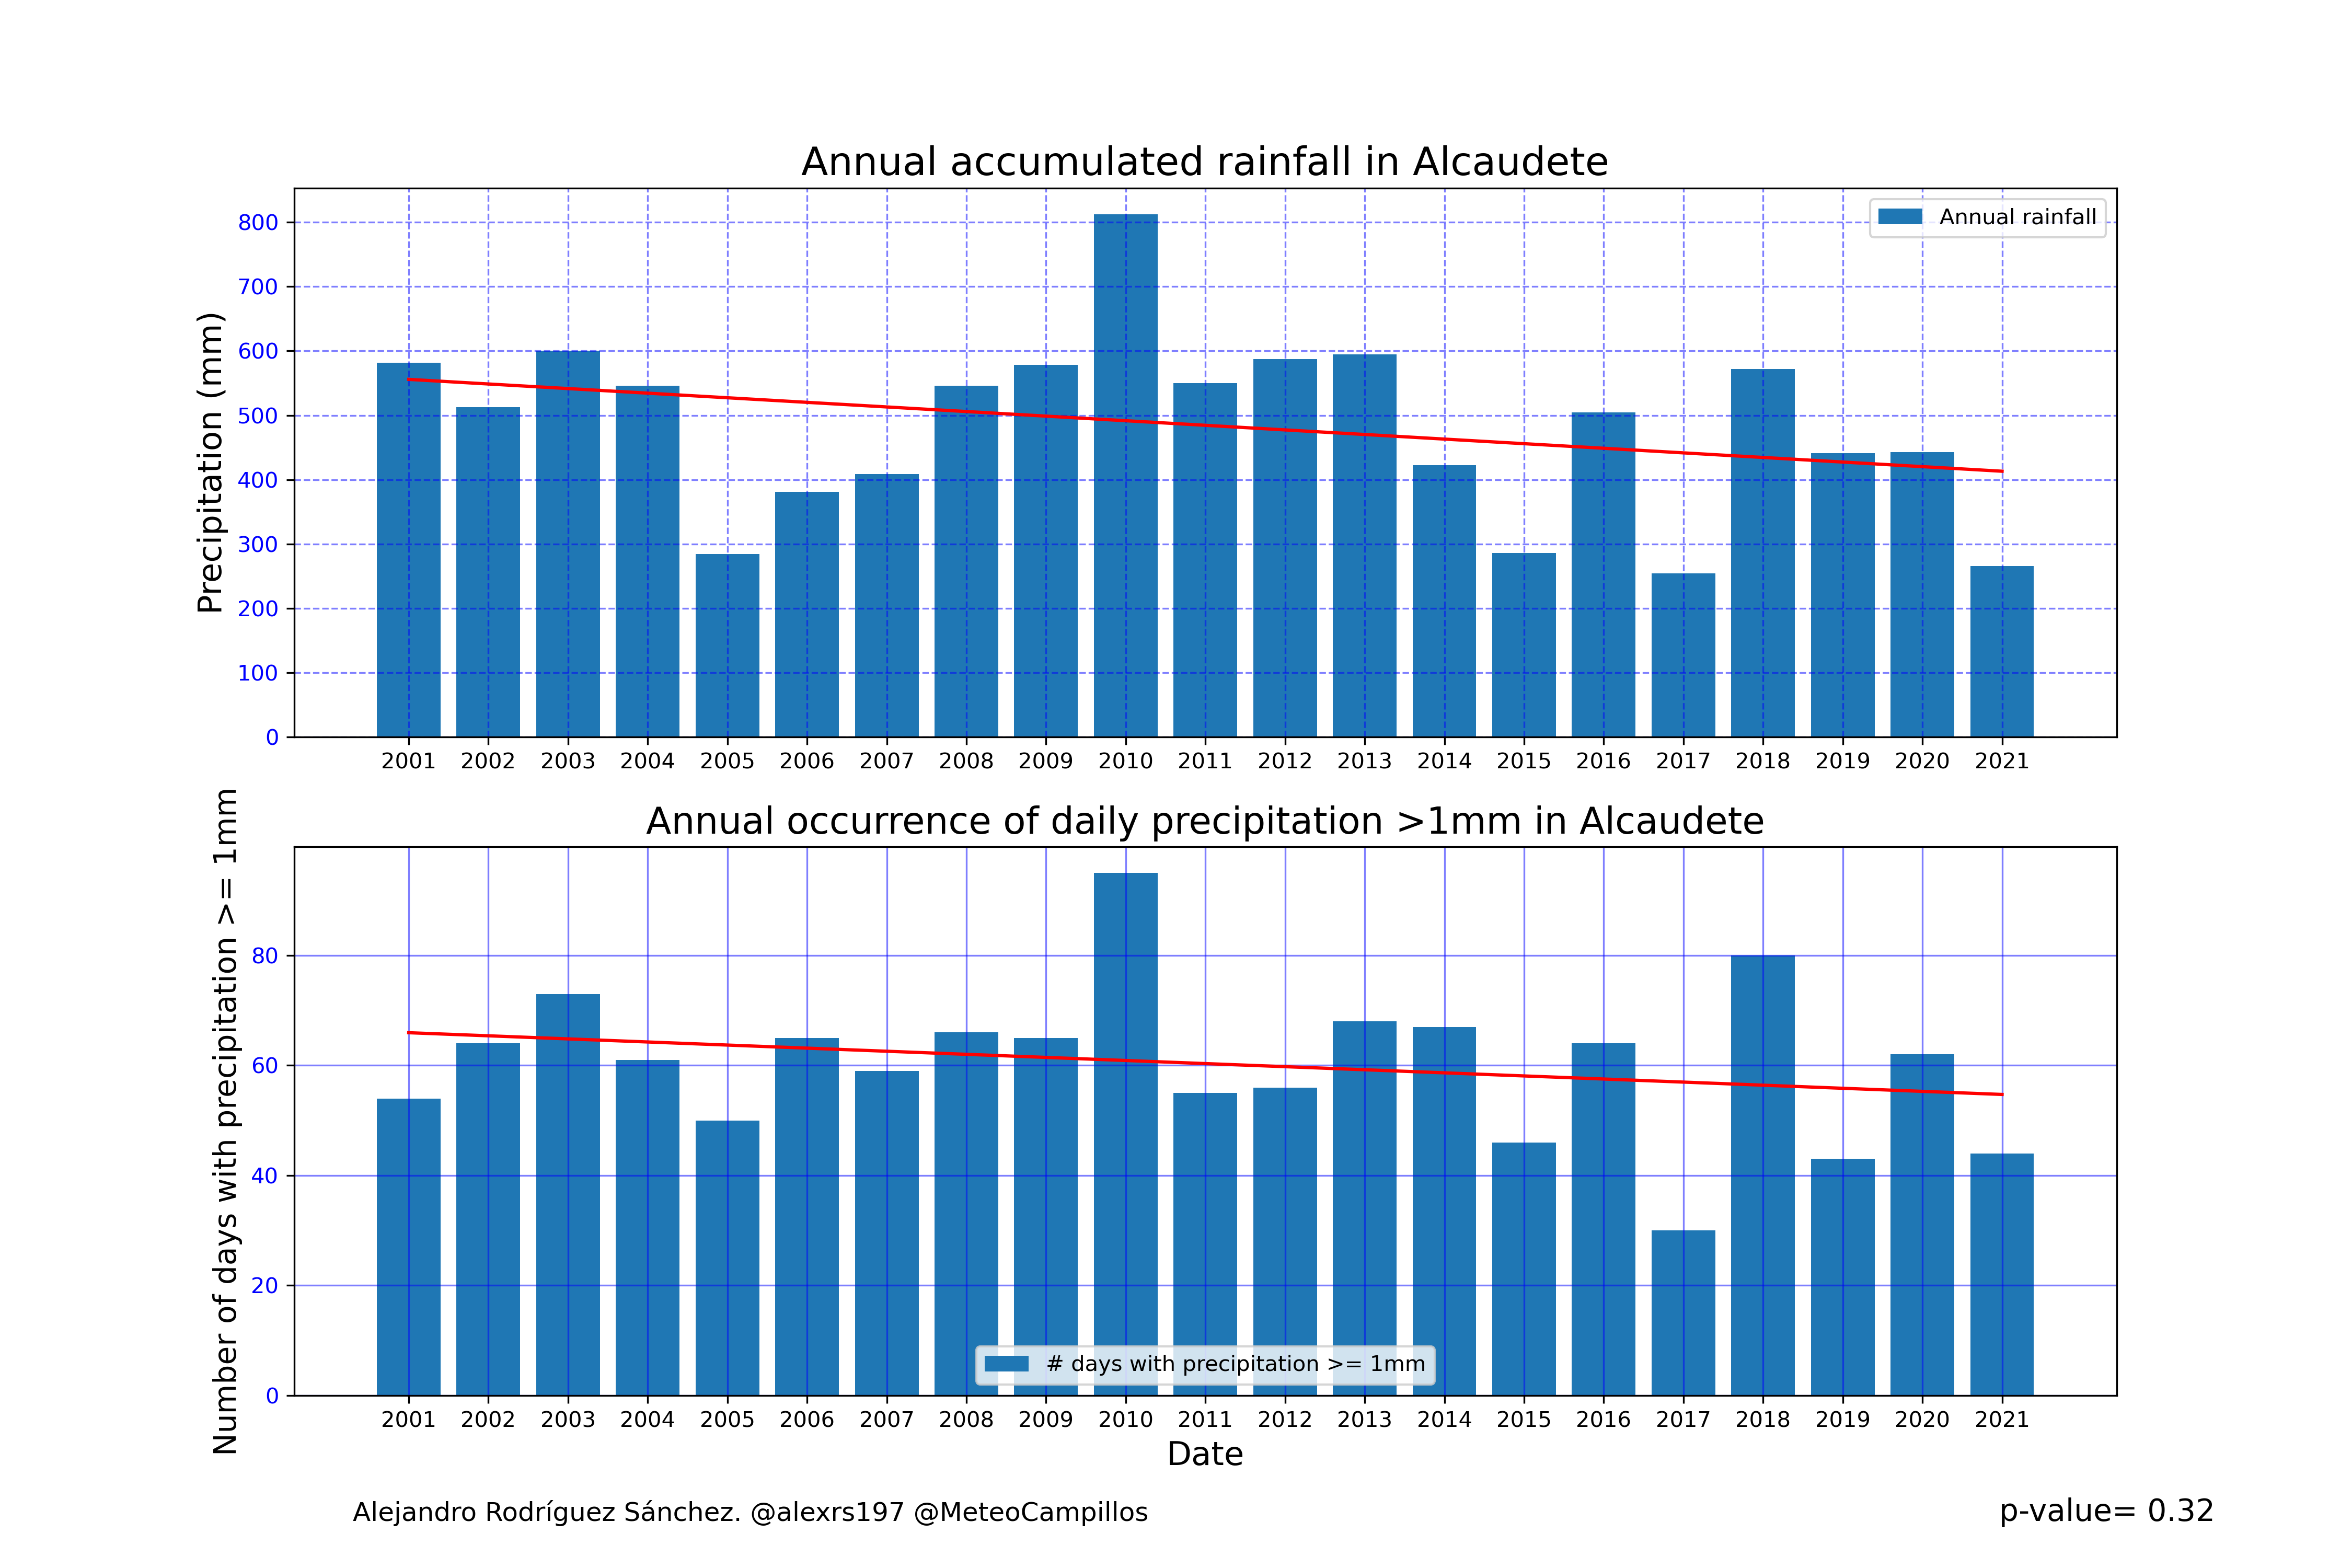 Annual accumulated rainfall in Alcaudete
Precipitation (mm)
800
700
600
500
400
300
200
100
0
Annual rainfall
2001 2002 2003 2004 2005 2006 2007 2008 2009 2010 2011 2012 2013 2014 2015 2016 2017 2018 2019 2020 2021
Annual occurrence of daily precipitation >1mm in Alcaudete
Number of days with precipitation >= 1mm
80
60
40
20
0
# days with precipitation >= 1mm
2001 2002 2003 2004 2005 2006 2007 2008 2009 2010 2011 2012 2013 2014 2015 2016 2017 2018 2019 2020 2021
Date
Alejandro Rodríguez Sánchez. @alexrs197 @MeteoCampillos
p-value= 0.32